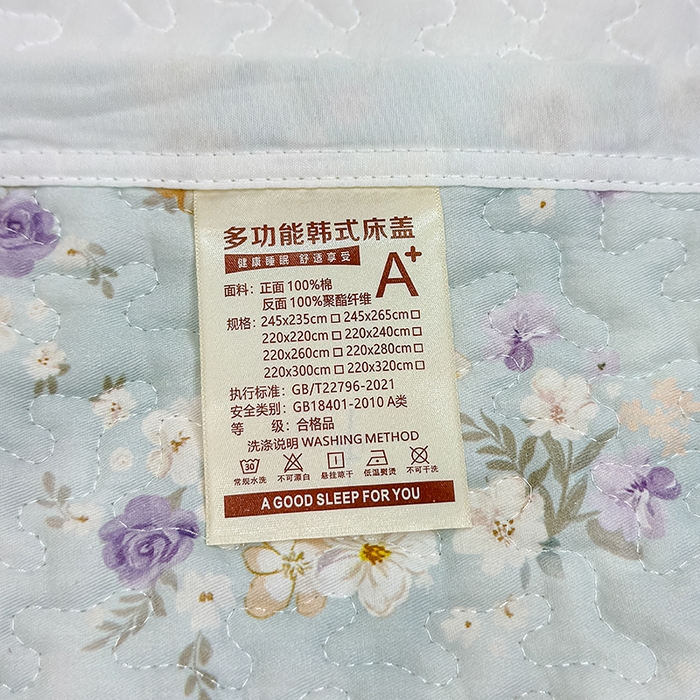 多功能韩式床盖
健康睡眠 舒适享受
A+
面料：正面 100%棉
反面 100%聚酯纤维
规格：245x235cm□ 245x265cm□
220x220cm□ 220x240cm□
220x260cm□ 220x280cm□
220x300cm□ 220x320cm□
执行标准：GB/T22796-2021
安全类别：GB18401-2010 A类
等 级：合格品
洗涤说明 WASHING METHOD
30
常规水洗 不可漂白 悬挂晾干 低温熨烫 不可干洗
A GOOD SLEEP FOR YOU